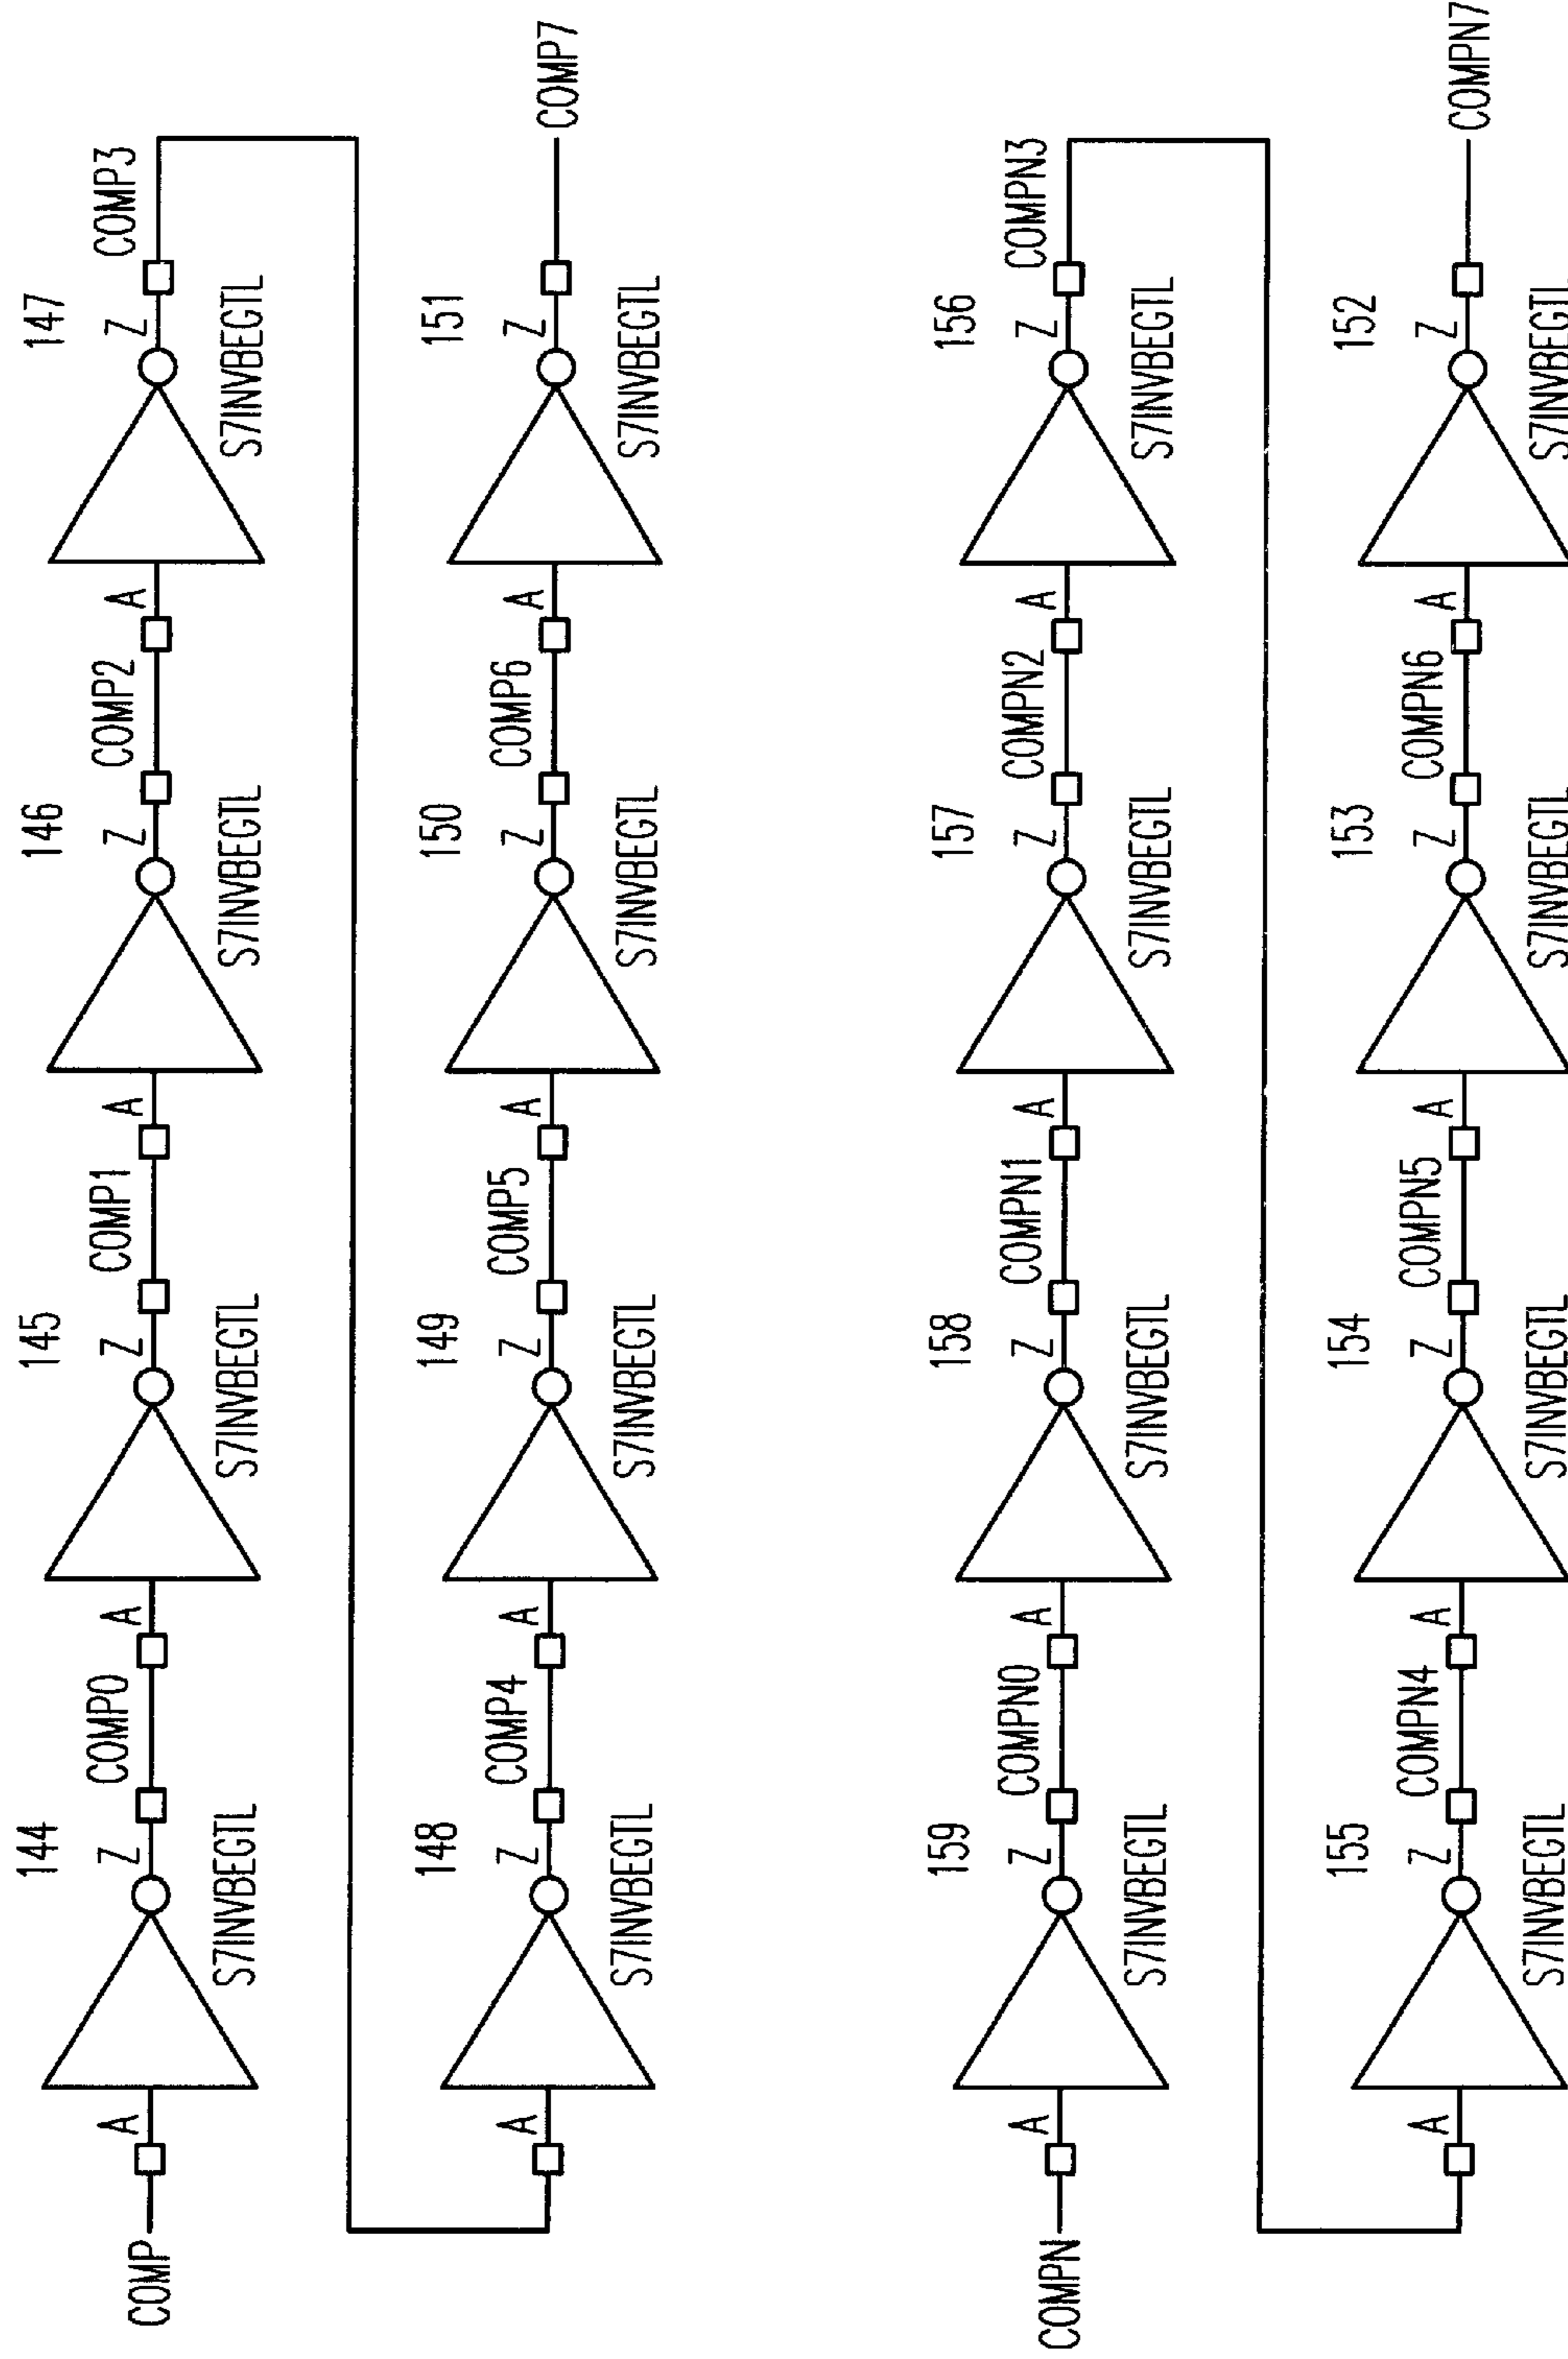 144 145 146 147
COMP A Z COMP0 A Z COMP1 A Z COMP2 A Z COMP3
S7INVBEGTL S7INVBEGTL S7INVBEGTL S7INVBEGTL
148 149 150 151
A Z COMP4 A Z COMP5 A Z COMP6 A Z COMP7
S7INVBEGTL S7INVBEGTL S7INVBEGTL S7INVBEGTL
159 158 157 156
COMPN A Z COMPN0 A Z COMPN1 A Z COMPN2 A Z COMPN3
S7INVBEGTL S7INVBEGTL S7INVBEGTL S7INVBEGTL
155 154 153 152
A Z COMPN4 A Z COMPN5 A Z COMPN6 A Z COMPN7
S7INVBEGTL S7INVBEGTL S7INVBEGTL S7INVBEGTL